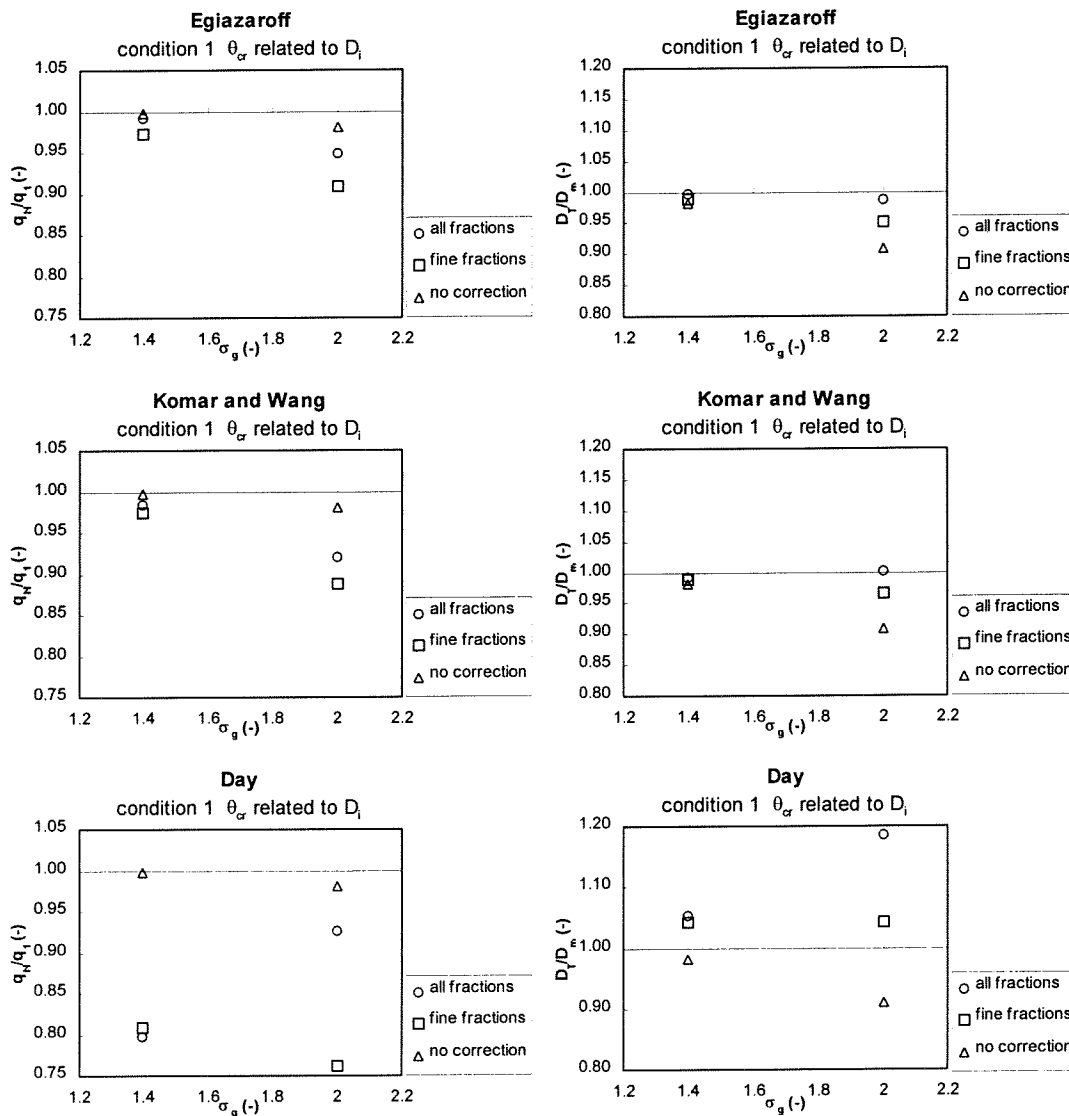 Egiazaroff
condition 1 θcr related to Di
1.05
1.00
0.95
0.90
0.85
0.80
0.75
qN/q1 (-)
1.2 1.4 1.6 1.8 2 2.2
σg (-)
all fractions
fine fractions
no correction
Egiazaroff
condition 1 θcr related to Di
1.20
1.15
1.10
1.05
1.00
0.95
0.90
0.85
0.80
DT/Dm (-)
1.2 1.4 1.6 1.8 2 2.2
σg (-)
all fractions
fine fractions
no correction
Komar and Wang
condition 1 θcr related to Di
1.05
1.00
0.95
0.90
0.85
0.80
0.75
qN/q1 (-)
1.2 1.4 1.6 1.8 2 2.2
σg (-)
all fractions
fine fractions
no correction
Komar and Wang
condition 1 θcr related to Di
1.20
1.15
1.10
1.05
1.00
0.95
0.90
0.85
0.80
DT/Dm (-)
1.2 1.4 1.6 1.8 2 2.2
σg (-)
all fractions
fine fractions
no correction
Day
condition 1 θcr related to Di
1.05
1.00
0.95
0.90
0.85
0.80
0.75
qN/q1 (-)
1.2 1.4 1.6 1.8 2 2.2
σg (-)
all fractions
fine fractions
no correction
Day
condition 1 θcr related to Di
1.20
1.10
1.00
0.90
0.80
DT/Dm (-)
1.2 1.4 1.6 1.8 2 2.2
σg (-)
all fractions
fine fractions
no correction